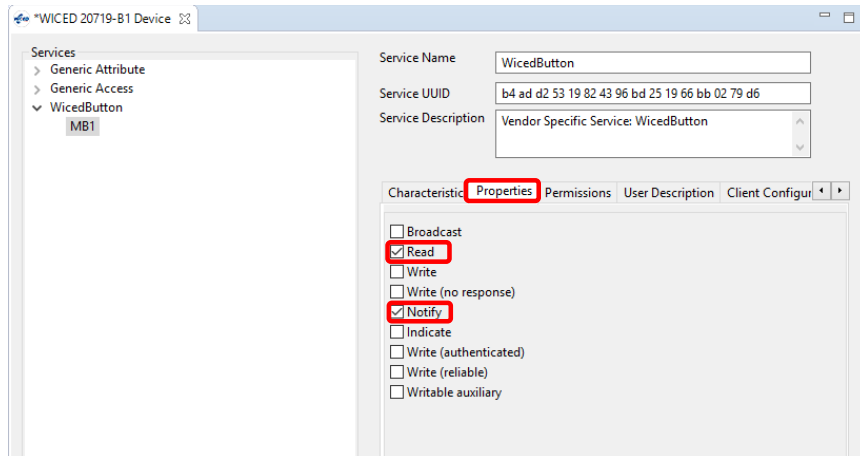 *WICED 20719-B1 Device
Services
Generic Attribute
Generic Access
WicedButton
MB1
Service Name
WicedButton
Service UUID
b4 ad d2 53 19 82 43 96 bd 25 19 66 bb 02 79 d6
Service Description
Vendor Specific Service: WicedButton
Characteristic Properties Permissions User Description Client Configur
Broadcast
Read
Write
Write (no response)
Notify
Indicate
Write (authenticated)
Write (reliable)
Writable auxiliary